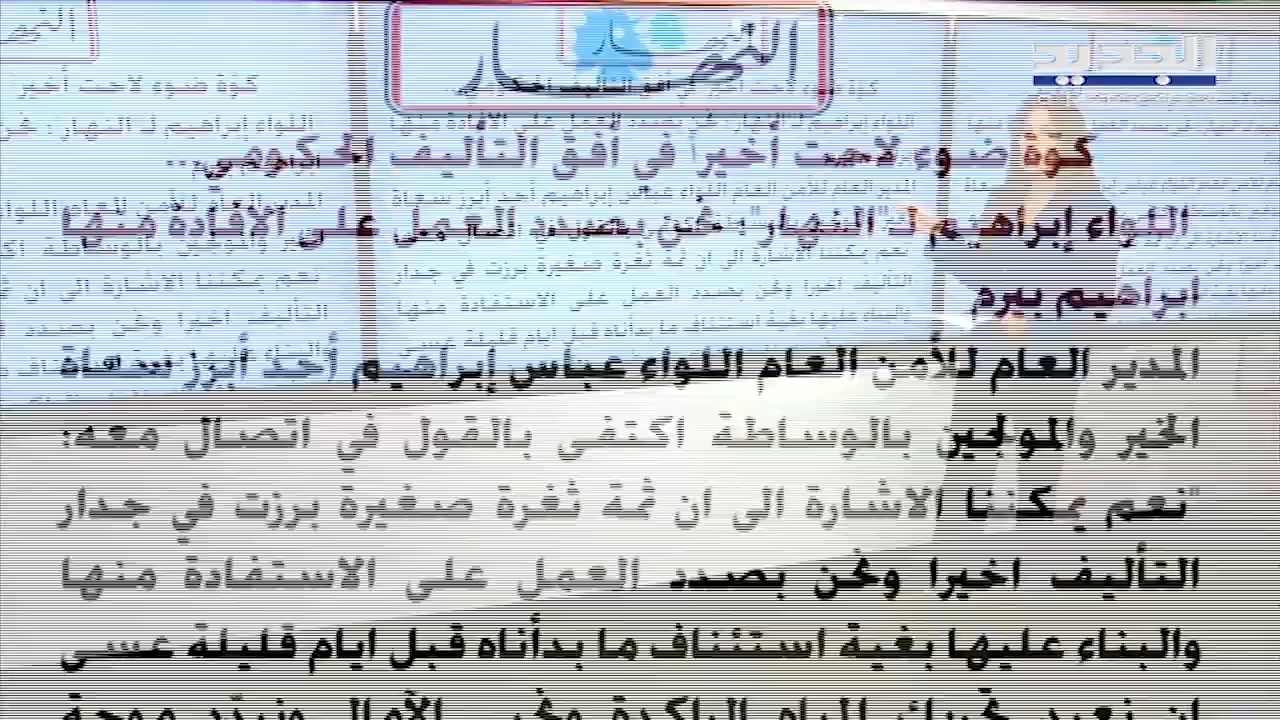 النهار
الجديد
كوّة ضوء لاحت أخيراً في أفق التأليف الحكومي...
اللواء إبراهيم لـ"النهار": نحن بصدد العمل على الافادة منها
ابراهيم بيرم
المدير العام للأمن العام اللواء عباس إبراهيم أحد أبرز سعاة
الخير والمولجين بالوساطة اكتفى بالقول في اتصال معه:
"نعم يمكننا الاشارة الى ان ثمة ثغرة صغيرة برزت في جدار
التأليف اخيرا ونحن بصدد العمل على الاستفادة منها
والبناء عليها بغية استئناف ما بدأناه قبل ايام قليلة عسى